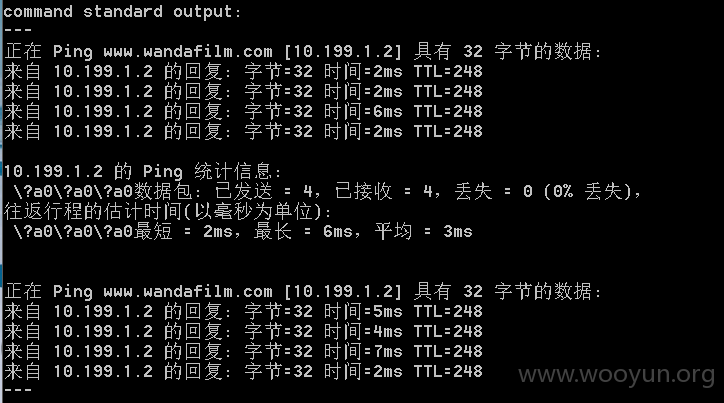 command standard output:
---
正在 Ping www.wandafilm.com [10.199.1.2] 具有 32 字节的数据:
来自 10.199.1.2 的回复: 字节=32 时间=2ms TTL=248
来自 10.199.1.2 的回复: 字节=32 时间=2ms TTL=248
来自 10.199.1.2 的回复: 字节=32 时间=6ms TTL=248
来自 10.199.1.2 的回复: 字节=32 时间=2ms TTL=248
10.199.1.2 的 Ping 统计信息:
\?a0\?a0\?a0数据包: 已发送 = 4，已接收 = 4，丢失 = 0 (0% 丢失)，
往返行程的估计时间(以毫秒为单位):
\?a0\?a0\?a0最短 = 2ms，最长 = 6ms，平均 = 3ms
正在 Ping www.wandafilm.com [10.199.1.2] 具有 32 字节的数据:
来自 10.199.1.2 的回复: 字节=32 时间=5ms TTL=248
来自 10.199.1.2 的回复: 字节=32 时间=4ms TTL=248
来自 10.199.1.2 的回复: 字节=32 时间=7ms TTL=248
来自 10.199.1.2 的回复: 字节=32 时间=2ms TTL=248
---
www.wooyun.org